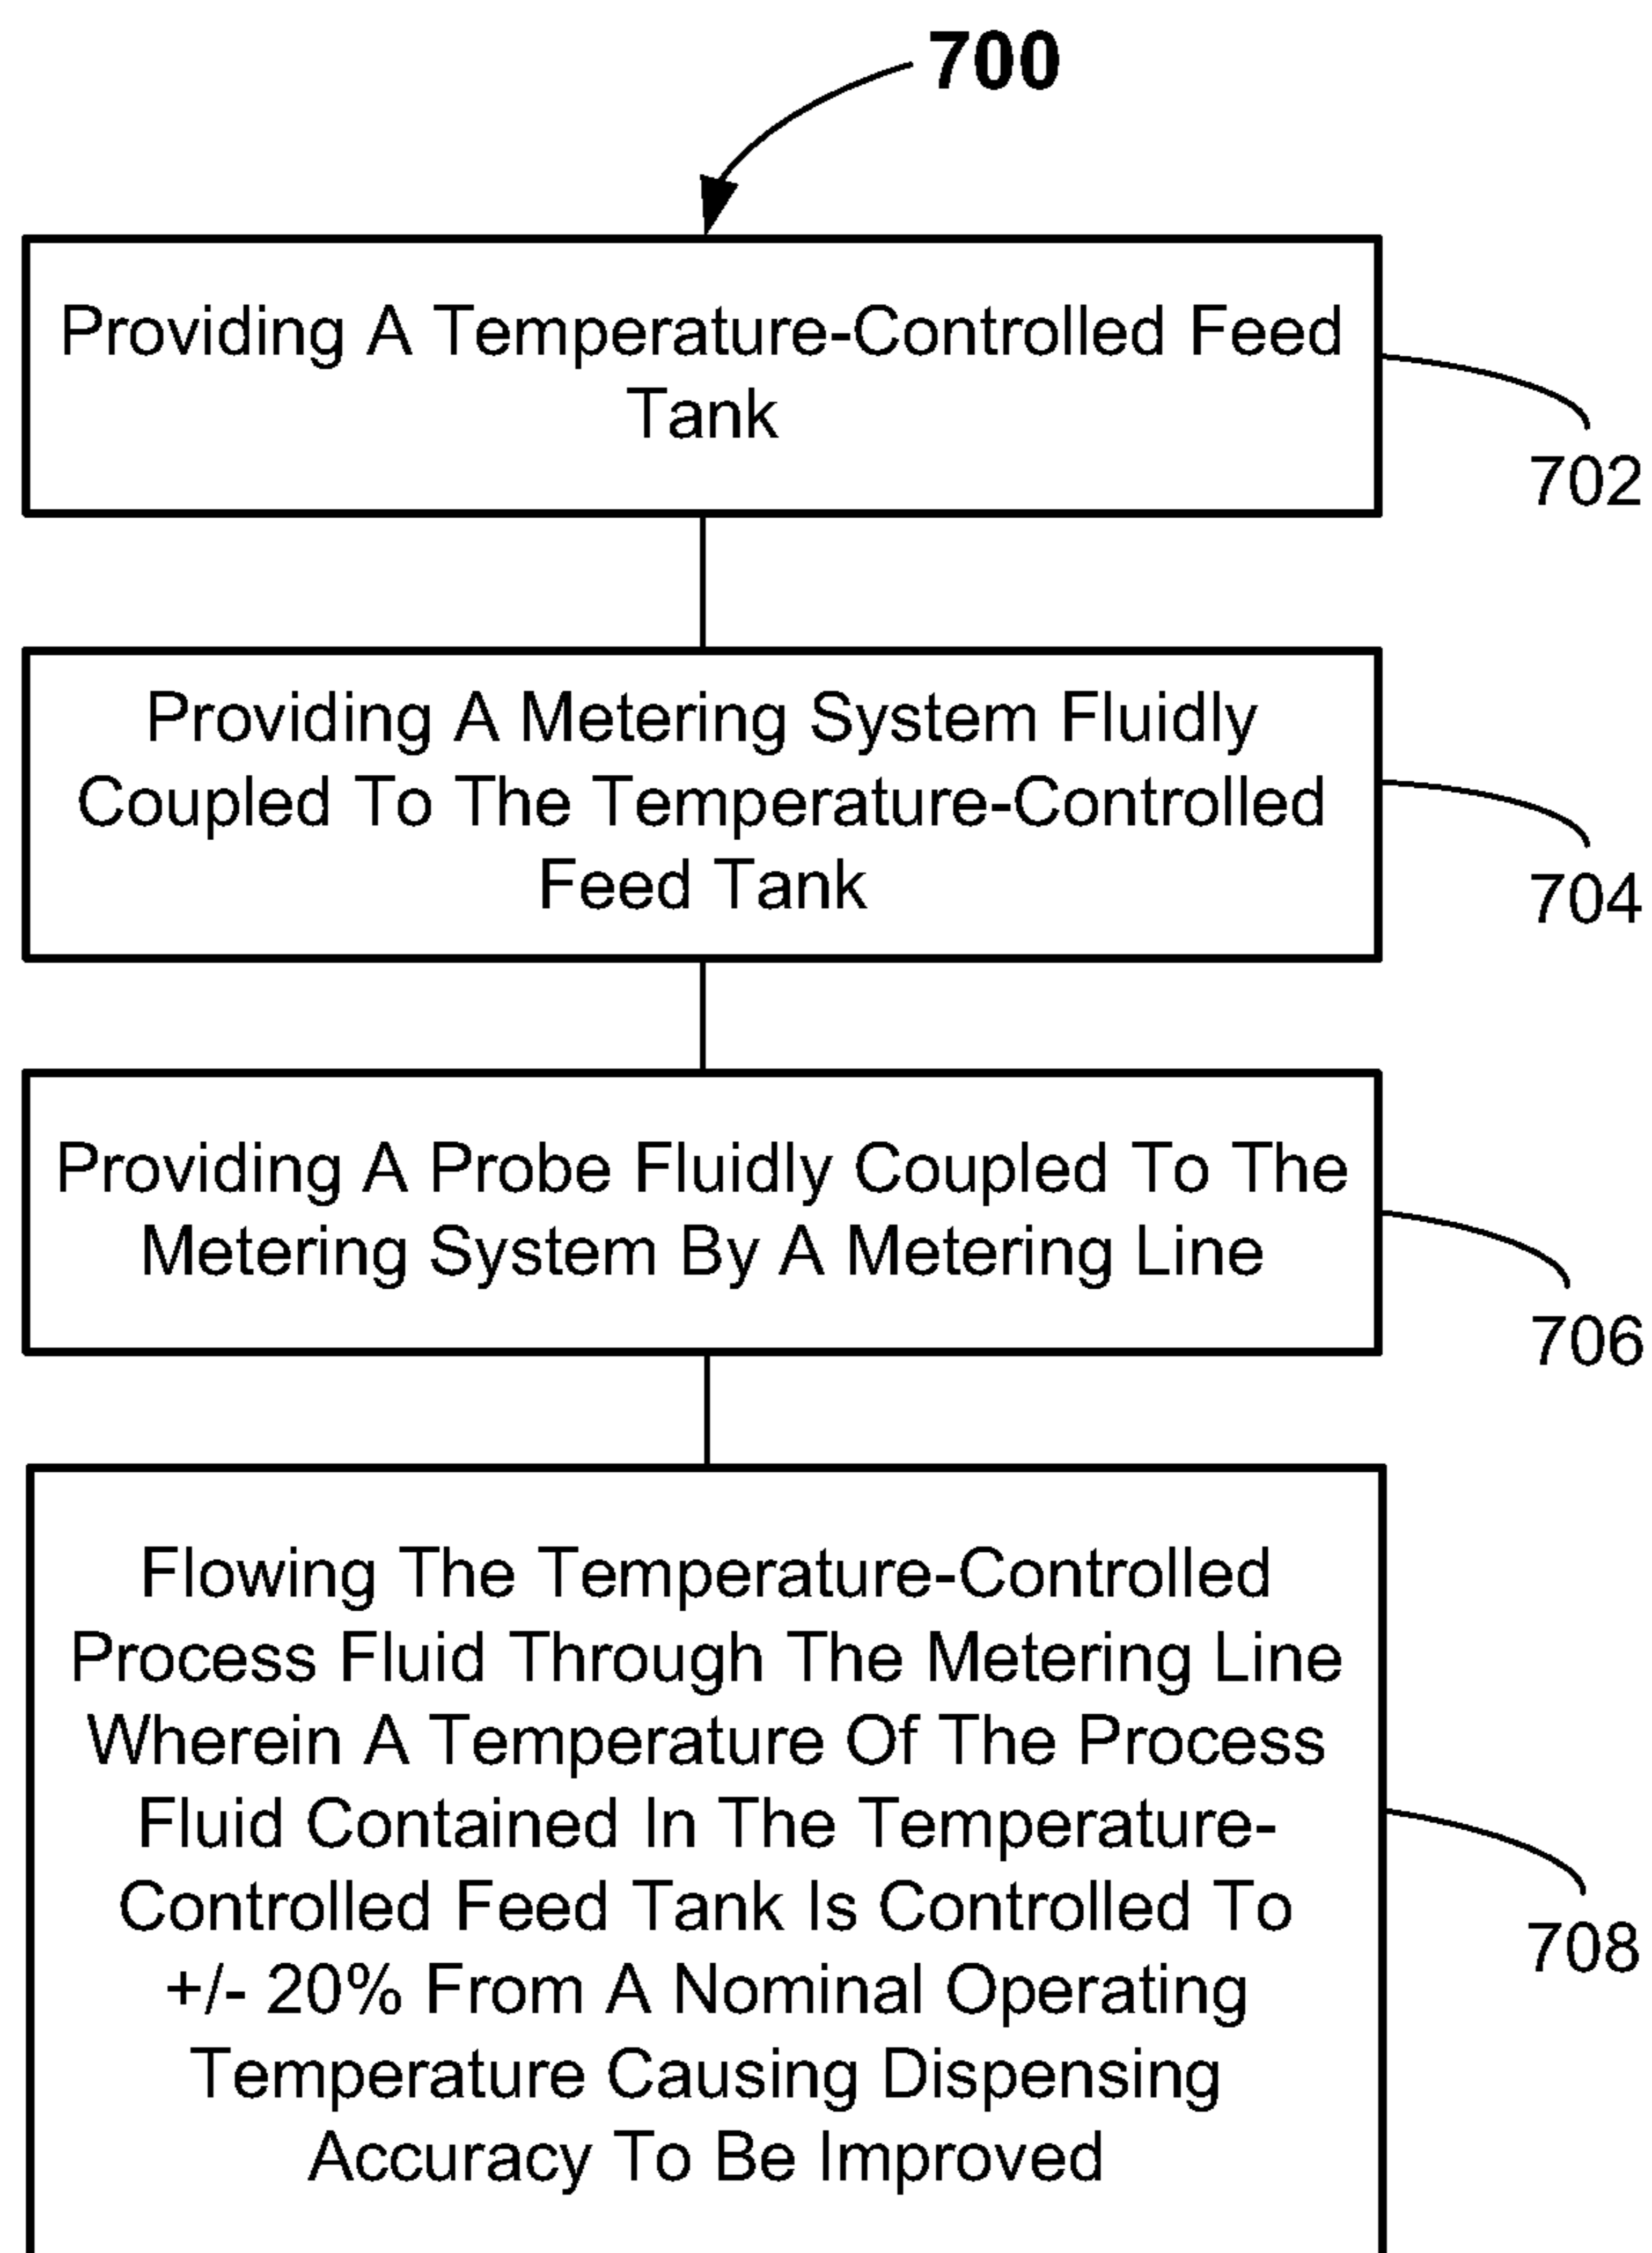 700
Providing A Temperature-Controlled Feed
Tank
702
Providing A Metering System Fluidly
Coupled To The Temperature-Controlled
Feed Tank
704
Providing A Probe Fluidly Coupled To The
Metering System By A Metering Line
706
Flowing The Temperature-Controlled
Process Fluid Through The Metering Line
Wherein A Temperature Of The Process
Fluid Contained In The Temperature-
Controlled Feed Tank Is Controlled To
+/- 20% From A Nominal Operating
Temperature Causing Dispensing
Accuracy To Be Improved
708